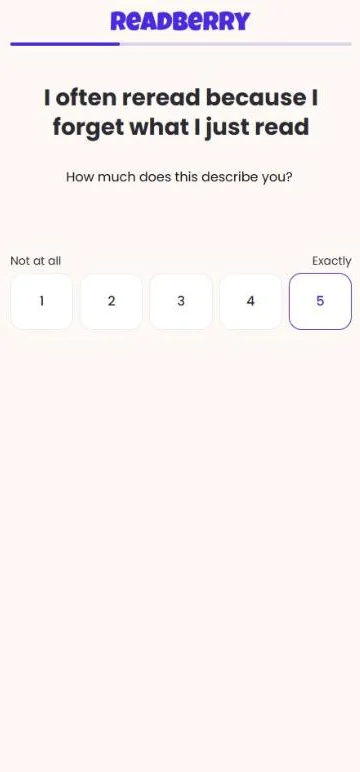 READBERRY
I often reread because I
forget what I just read
How much does this describe you?
Not at all Exactly
1 2 3 4 5